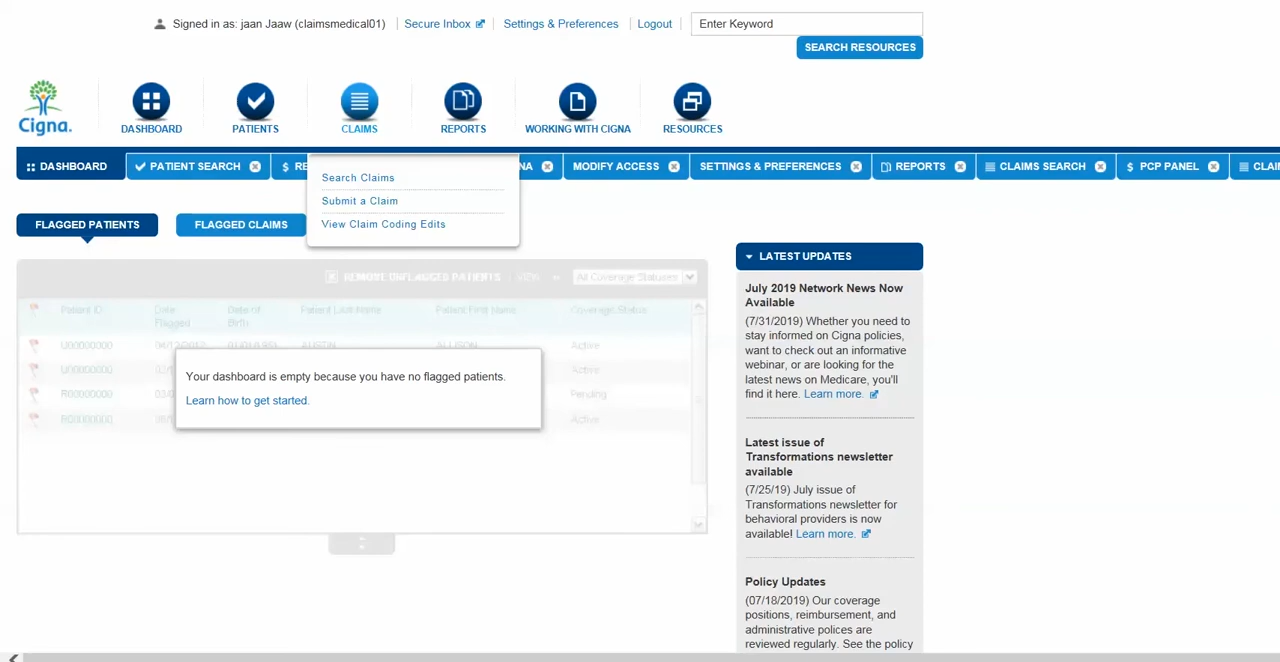 Signed in as: jaan Jaaw (claimsmedical01)
Secure Inbox
Settings & Preferences
Logout
Enter Keyword
SEARCH RESOURCES
Cigna.
DASHBOARD
PATIENTS
CLAIMS
REPORTS
WORKING WITH CIGNA
RESOURCES
DASHBOARD
PATIENT SEARCH
$ RE
NA
MODIFY ACCESS
SETTINGS & PREFERENCES
REPORTS
CLAIMS SEARCH
$ PCP PANEL
CLAI
Search Claims
Submit a Claim
View Claim Coding Edits
FLAGGED PATIENTS
FLAGGED CLAIMS
REMOVE UNFLAGGED PATIENTS
VIEW
All Coverage Statuses
Patient ID
Date Flagged
Date of Birth
Patient Last Name
Patient First Name
Coverage Status
U00000000
ALLISON
Active
U00000000
Active
R00000000
Pending
R00000000
Active
Your dashboard is empty because you have no flagged patients.
Learn how to get started.
LATEST UPDATES
July 2019 Network News Now
Available
(7/31/2019) Whether you need to
stay informed on Cigna policies,
want to check out an informative
webinar, or are looking for the
latest news on Medicare, you'll
find it here. Learn more.
Latest issue of
Transformations newsletter
available
(7/25/19) July issue of
Transformations newsletter for
behavioral providers is now
available! Learn more.
Policy Updates
(07/18/2019) Our coverage
positions, reimbursement, and
administrative polices are
reviewed regularly. See the policy